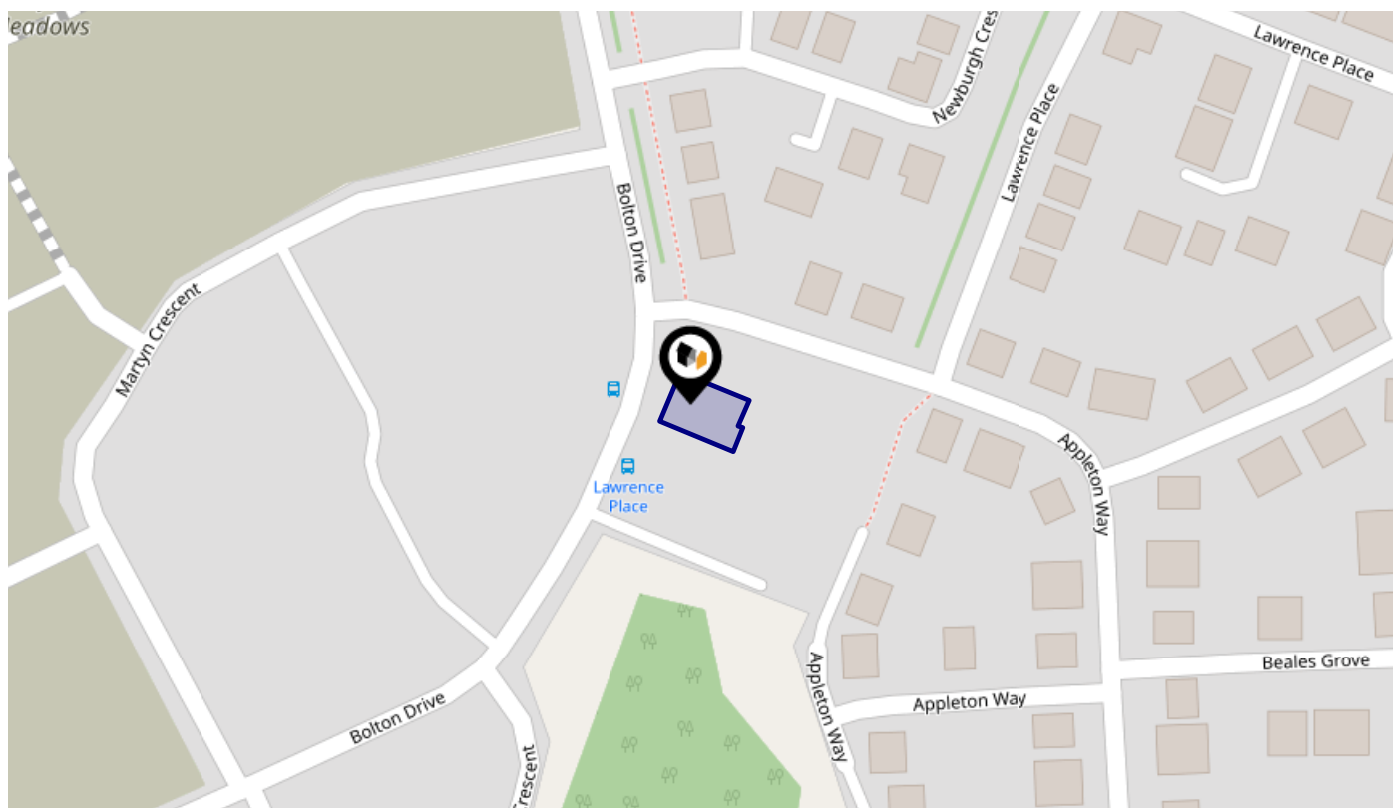 Meadows
Newburgh Cres
Lawrence Place
Lawrence Place
Bolton Drive
Martyn Crescent
Lawrence
Place
Appleton Way
Appleton Way
Appleton Way
Beales Grove
Bolton Drive
Crescent